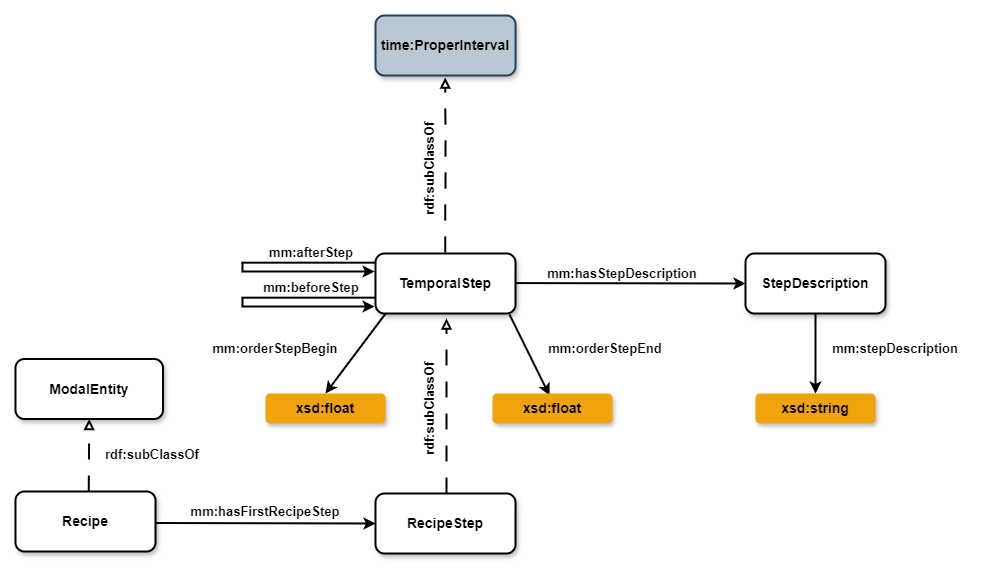 time:ProperInterval
rdf:subClassOf
mm:afterStep
mm:beforeStep
TemporalStep
mm:hasStepDescription
StepDescription
mm:orderStepBegin
mm:orderStepEnd
mm:stepDescription
xsd:float
xsd:float
xsd:string
ModalEntity
rdf:subClassOf
rdf:subClassOf
Recipe
mm:hasFirstRecipeStep
RecipeStep